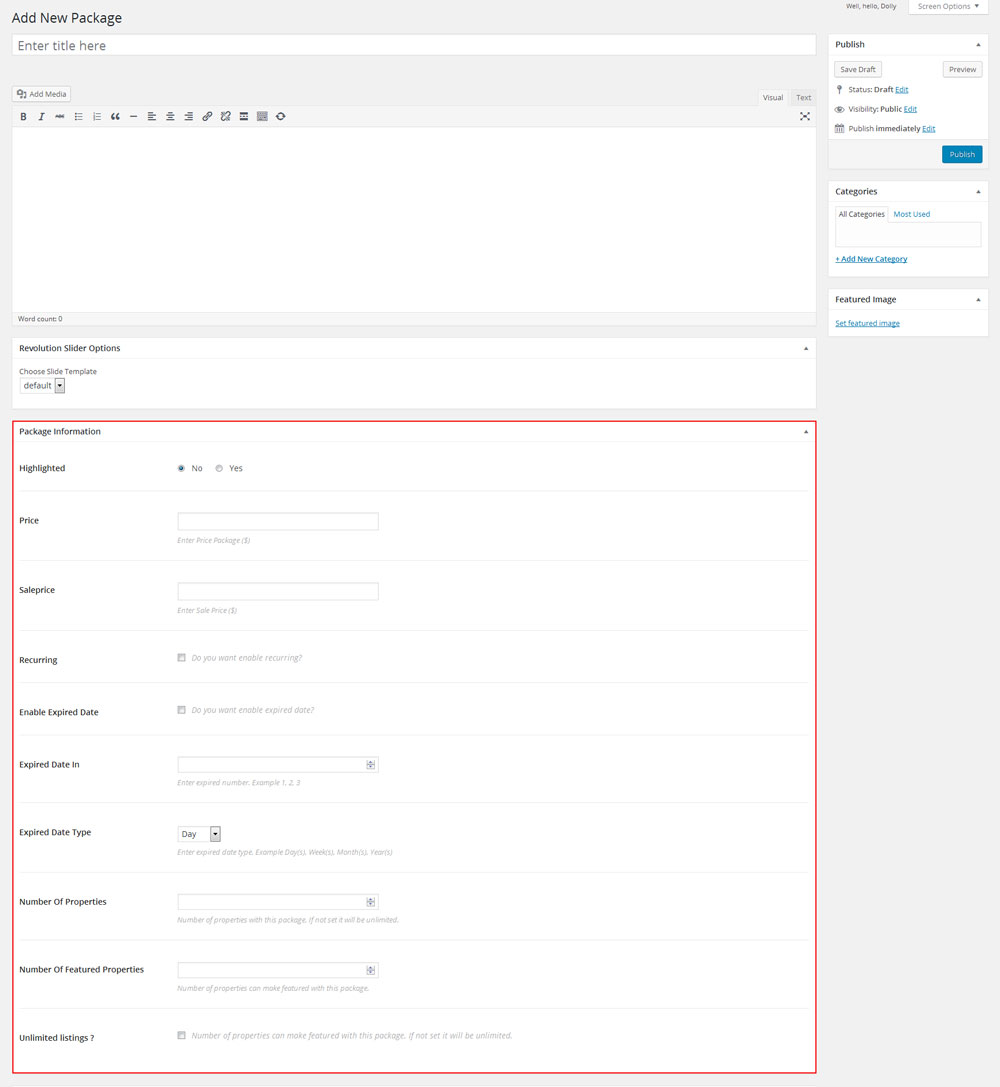 Well, hello, Dolly
Screen Options
Add New Package
Enter title here
Add Media
Visual Text
B I ABC
Word count: 0
Revolution Slider Options
Choose Slide Template
default
Package Information
Highlighted
No Yes
Price
Enter Price Package ($)
Saleprice
Enter Sale Price ($)
Recurring
Do you want enable recurring?
Enable Expired Date
Do you want enable expired date?
Expired Date In
Enter expired number. Example 1, 2, 3
Expired Date Type
Day
Enter expired date type. Example Day(s), Week(s), Month(s), Year(s)
Number Of Properties
Number of properties with this package. If not set it will be unlimited.
Number Of Featured Properties
Number of properties can make featured with this package.
Unlimited listings ?
Number of properties can make featured with this package. If not set it will be unlimited.
Publish
Save Draft Preview
Status: Draft Edit
Visibility: Public Edit
Publish immediately Edit
Publish
Categories
All Categories Most Used
+ Add New Category
Featured Image
Set featured image